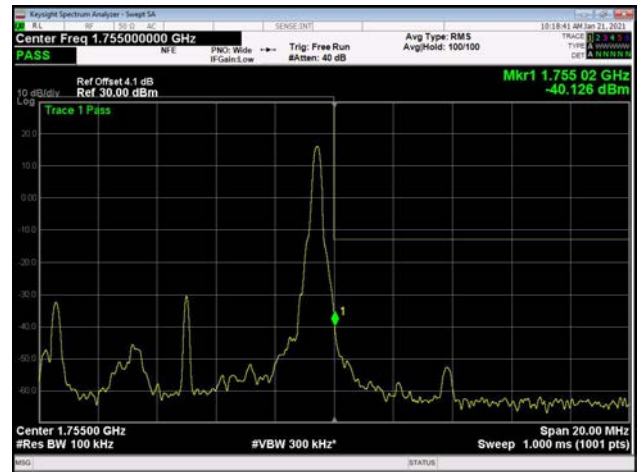 Keysight Spectrum Analyzer - Swept SA
RL RF 50 Ω AC SENSE:INT 10:18:41 AM Jan 21, 2021
Center Freq 1.755000000 GHz Avg Type: RMS TRACE 1 2 3 4 5 6
NFE PNO: Wide Trig: Free Run Avg|Hold: 100/100 TYPE A WWWWW
PASS IFGain:Low #Atten: 40 dB DET A N N N N N
Ref Offset 4.1 dB Mkr1 1.755 02 GHz
10 dB/div Ref 30.00 dBm -40.126 dBm
Log
Trace 1 Pass
20.0
10.0
0.00
-10.0
-20.0
-30.0
1
-40.0
-50.0
-60.0
Center 1.75500 GHz Span 20.00 MHz
#Res BW 100 kHz #VBW 300 kHz* Sweep 1.000 ms (1001 pts)
MSG STATUS